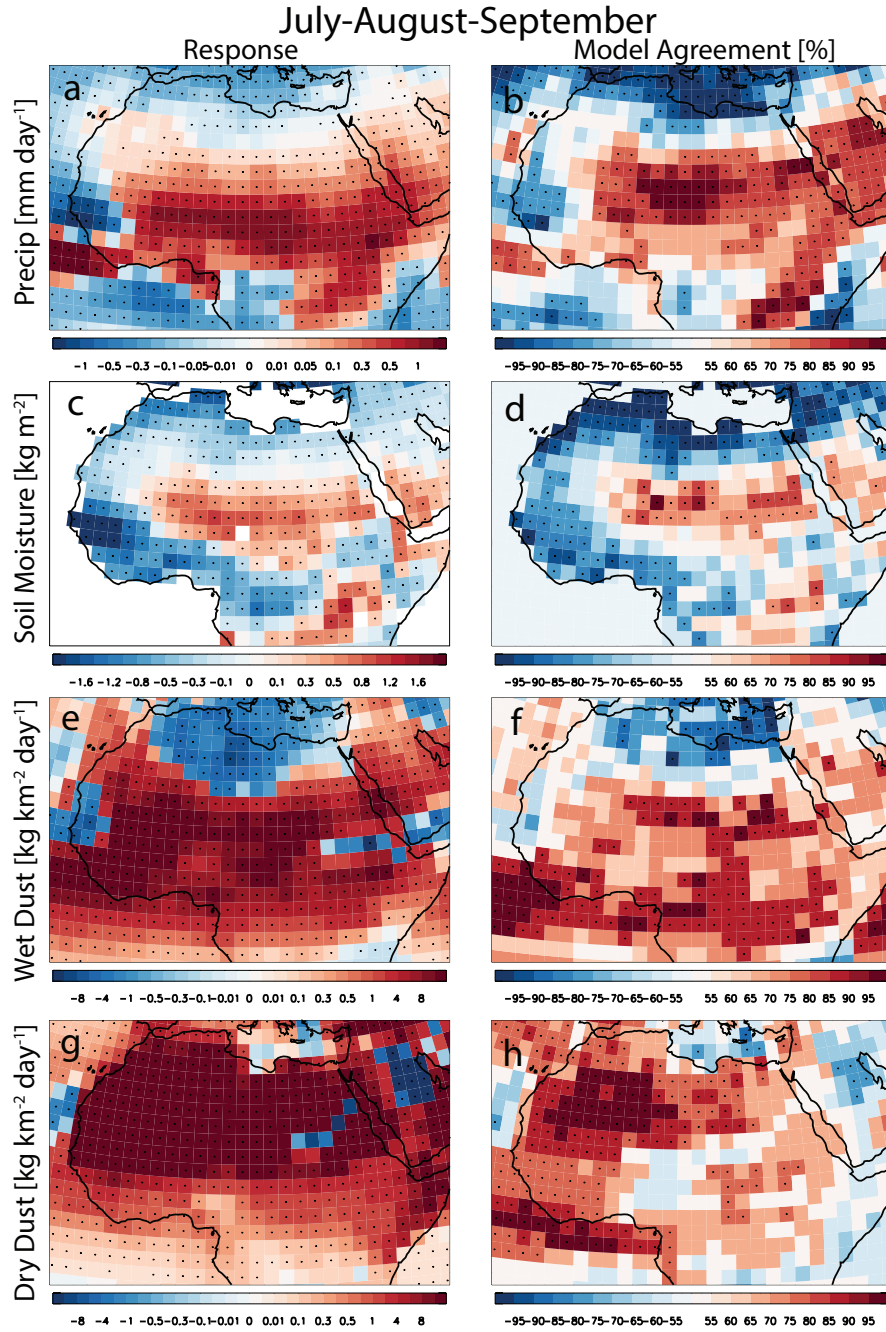 July-August-September
Response
Model Agreement [%]
Precip [mm day⁻¹]
a
b
-1 -0.5 -0.3 -0.1 -0.05 -0.01 0 0.01 0.05 0.1 0.3 0.5 1
-95 -90 -85 -80 -75 -70 -65 -60 -55 55 60 65 70 75 80 85 90 95
Soil Moisture [kg m⁻²]
c
d
-1.6 -1.2 -0.8 -0.5 -0.3 -0.1 0 0.1 0.3 0.5 0.8 1.2 1.6
-95 -90 -85 -80 -75 -70 -65 -60 -55 55 60 65 70 75 80 85 90 95
Wet Dust [kg km⁻² day⁻¹]
e
f
-8 -4 -1 -0.5 -0.3 -0.1 -0.01 0 0.01 0.1 0.3 0.5 1 4 8
-95 -90 -85 -80 -75 -70 -65 -60 -55 55 60 65 70 75 80 85 90 95
Dry Dust [kg km⁻² day⁻¹]
g
h
-8 -4 -1 -0.5 -0.3 -0.1 -0.01 0 0.01 0.1 0.3 0.5 1 4 8
-95 -90 -85 -80 -75 -70 -65 -60 -55 55 60 65 70 75 80 85 90 95